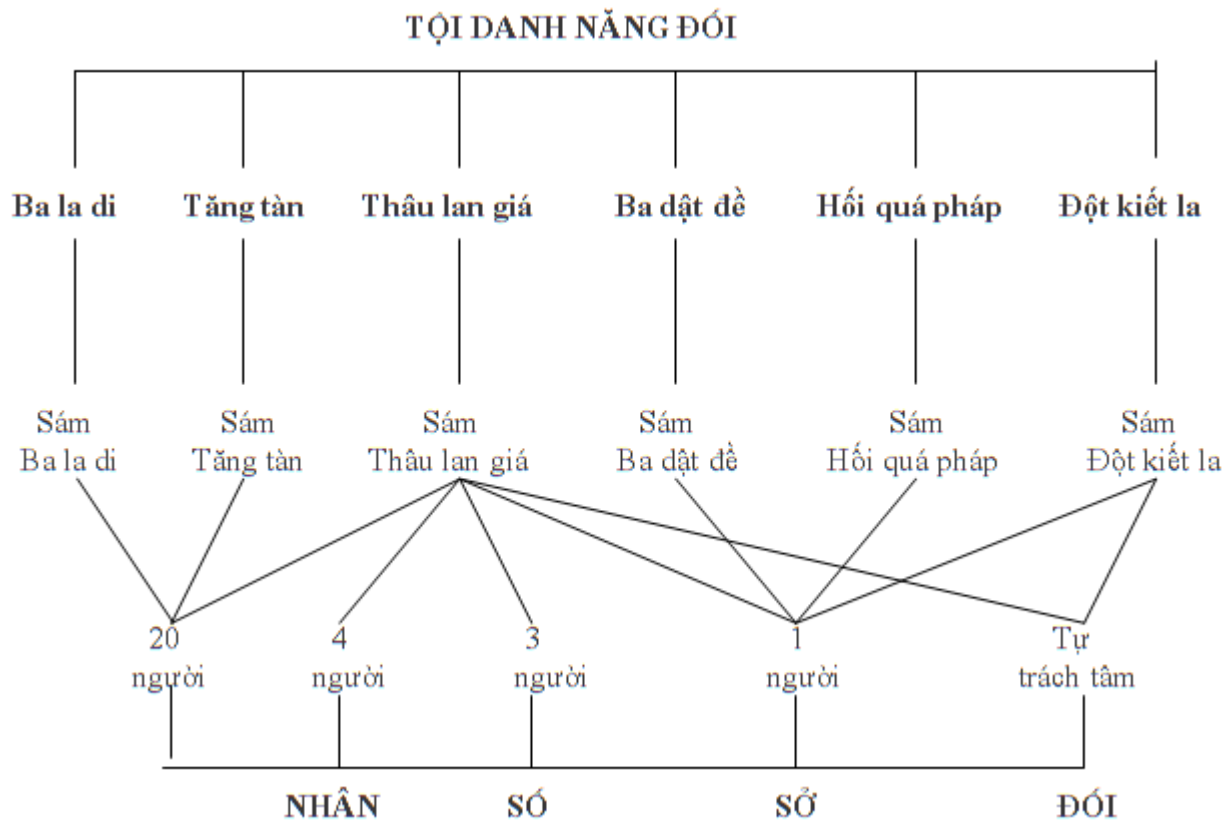 TỘI DANH NĂNG ĐỐI
Ba la di Tăng tàn Thâu lan giá Ba dật đề Hối quá pháp Đột kiết la
Sám Sám Sám Sám Sám Sám
Ba la di Tăng tàn Thâu lan giá Ba dật đề Hối quá pháp Đột kiết la
20 4 3 1 Tự
người người người người trách tâm
NHÂN SỐ SỞ ĐỐI